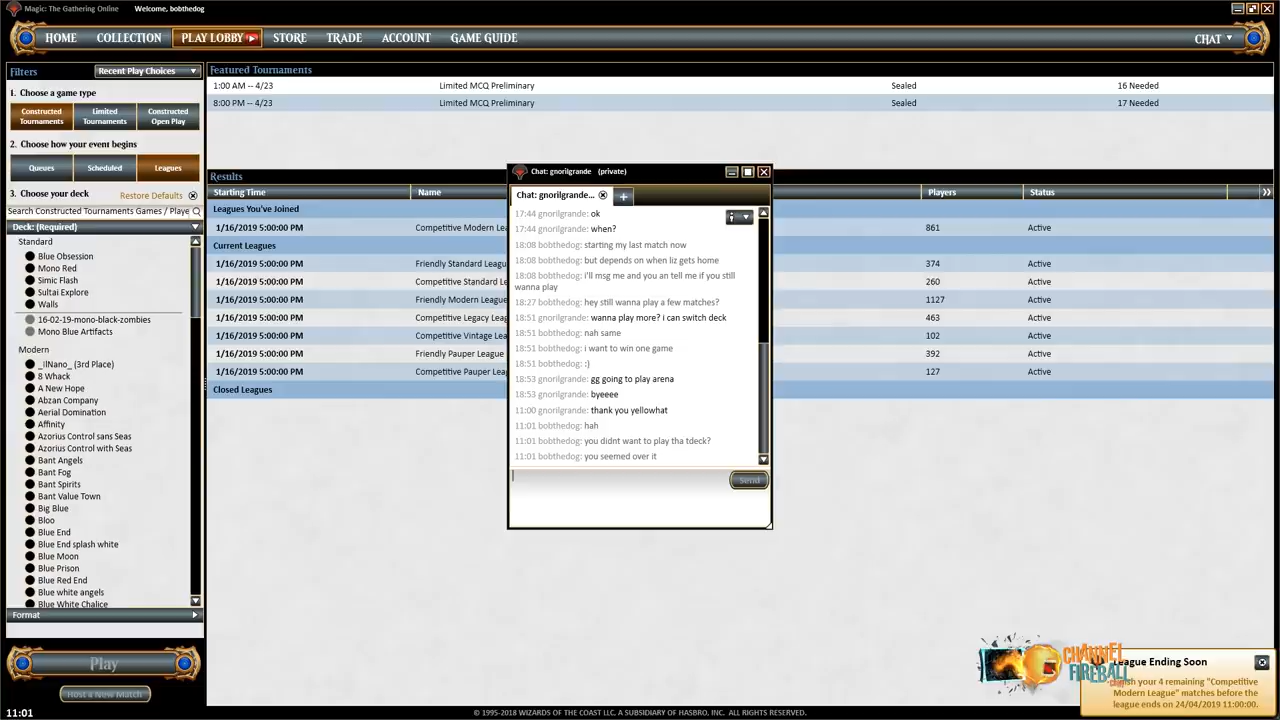 Magic: The Gathering Online
Welcome, bobthedog
HOME COLLECTION PLAY LOBBY STORE TRADE ACCOUNT GAME GUIDE CHAT
Filters
Recent Play Choices
1. Choose a game type
Constructed Tournaments
Limited Tournaments
Constructed Open Play
2. Choose how your event begins
Queues
Scheduled
Leagues
3. Choose your deck
Restore Defaults
Search Constructed Tournaments Games / Playe
Deck: (Required)
Standard
Blue Obsession
Mono Red
Simic Flash
Sultai Explore
Walls
16-02-19-mono-black-zombies
Mono Blue Artifacts
Modern
_ilNano_ (3rd Place)
8 Whack
A New Hope
Abzan Company
Aerial Domination
Affinity
Azorius Control sans Seas
Azorius Control with Seas
Bant Angels
Bant Fog
Bant Spirits
Bant Value Town
Big Blue
Bloo
Blue End
Blue End splash white
Blue Moon
Blue Prison
Blue Red End
Blue white angels
Blue White Chalice
Format
Play
Host a New Match
11:01
Featured Tournaments
1:00 AM -- 4/23 Limited MCQ Preliminary Sealed 16 Needed
8:00 PM -- 4/23 Limited MCQ Preliminary Sealed 17 Needed
Results
Starting Time Name Players Status
Leagues You've Joined
1/16/2019 5:00:00 PM Competitive Modern Le 861 Active
Current Leagues
1/16/2019 5:00:00 PM Friendly Standard Leagu 374 Active
1/16/2019 5:00:00 PM Competitive Standard L 260 Active
1/16/2019 5:00:00 PM Friendly Modern League 1127 Active
1/16/2019 5:00:00 PM Competitive Legacy Leag 463 Active
1/16/2019 5:00:00 PM Competitive Vintage Le 102 Active
1/16/2019 5:00:00 PM Friendly Pauper League 392 Active
1/16/2019 5:00:00 PM Competitive Pauper Leag 127 Active
Closed Leagues
Chat: gnorilgrande (private)
Chat: gnorilgrande...
17:44 gnorilgrande: ok
17:44 gnorilgrande: when?
18:08 bobthedog: starting my last match now
18:08 bobthedog: but depends on when liz gets home
18:08 bobthedog: i'll msg me and you an tell me if you still
wanna play
18:27 bobthedog: hey still wanna play a few matches?
18:51 gnorilgrande: wanna play more? i can switch deck
18:51 bobthedog: nah same
18:51 bobthedog: i want to win one game
18:51 bobthedog: :)
18:53 gnorilgrande: gg going to play arena
18:53 gnorilgrande: byeeee
11:00 gnorilgrande: thank you yellowhat
11:01 bobthedog: hah
11:01 bobthedog: you didnt want to play tha tdeck?
11:01 bobthedog: you seemed over it
Send
CHANNEL
FIREBALL
League Ending Soon
your 4 remaining "Competitive
Modern League" matches before the
league ends on 24/04/2019 11:00:00.
© 1995-2018 WIZARDS OF THE COAST LLC, A SUBSIDIARY OF HASBRO, INC. ALL RIGHTS RESERVED.